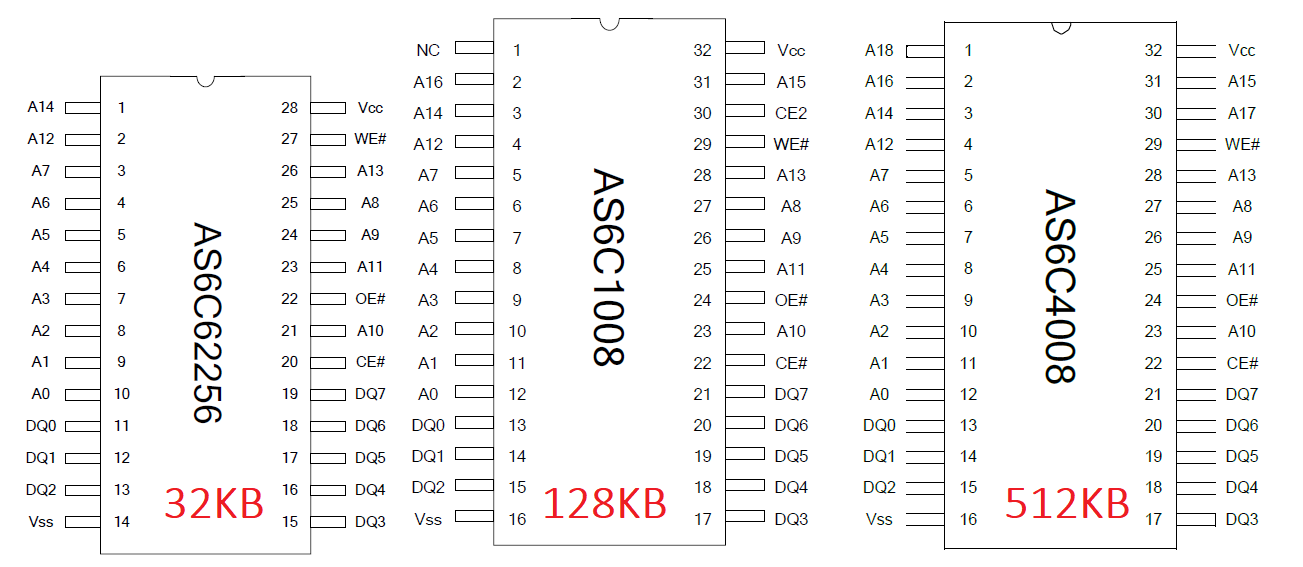 A14 1 28 Vcc
A12 2 27 WE#
A7 3 26 A13
A6 4 25 A8
A5 5 24 A9
A4 6 23 A11
A3 7 22 OE#
A2 8 21 A10
A1 9 20 CE#
A0 10 19 DQ7
DQ0 11 18 DQ6
DQ1 12 17 DQ5
DQ2 13 16 DQ4
Vss 14 15 DQ3
AS6C62256
32KB
NC 1 32 Vcc
A16 2 31 A15
A14 3 30 CE2
A12 4 29 WE#
A7 5 28 A13
A6 6 27 A8
A5 7 26 A9
A4 8 25 A11
A3 9 24 OE#
A2 10 23 A10
A1 11 22 CE#
A0 12 21 DQ7
DQ0 13 20 DQ6
DQ1 14 19 DQ5
DQ2 15 18 DQ4
Vss 16 17 DQ3
AS6C1008
128KB
A18 1 32 Vcc
A16 2 31 A15
A14 3 30 A17
A12 4 29 WE#
A7 5 28 A13
A6 6 27 A8
A5 7 26 A9
A4 8 25 A11
A3 9 24 OE#
A2 10 23 A10
A1 11 22 CE#
A0 12 21 DQ7
DQ0 13 20 DQ6
DQ1 14 19 DQ5
DQ2 15 18 DQ4
Vss 16 17 DQ3
AS6C4008
512KB